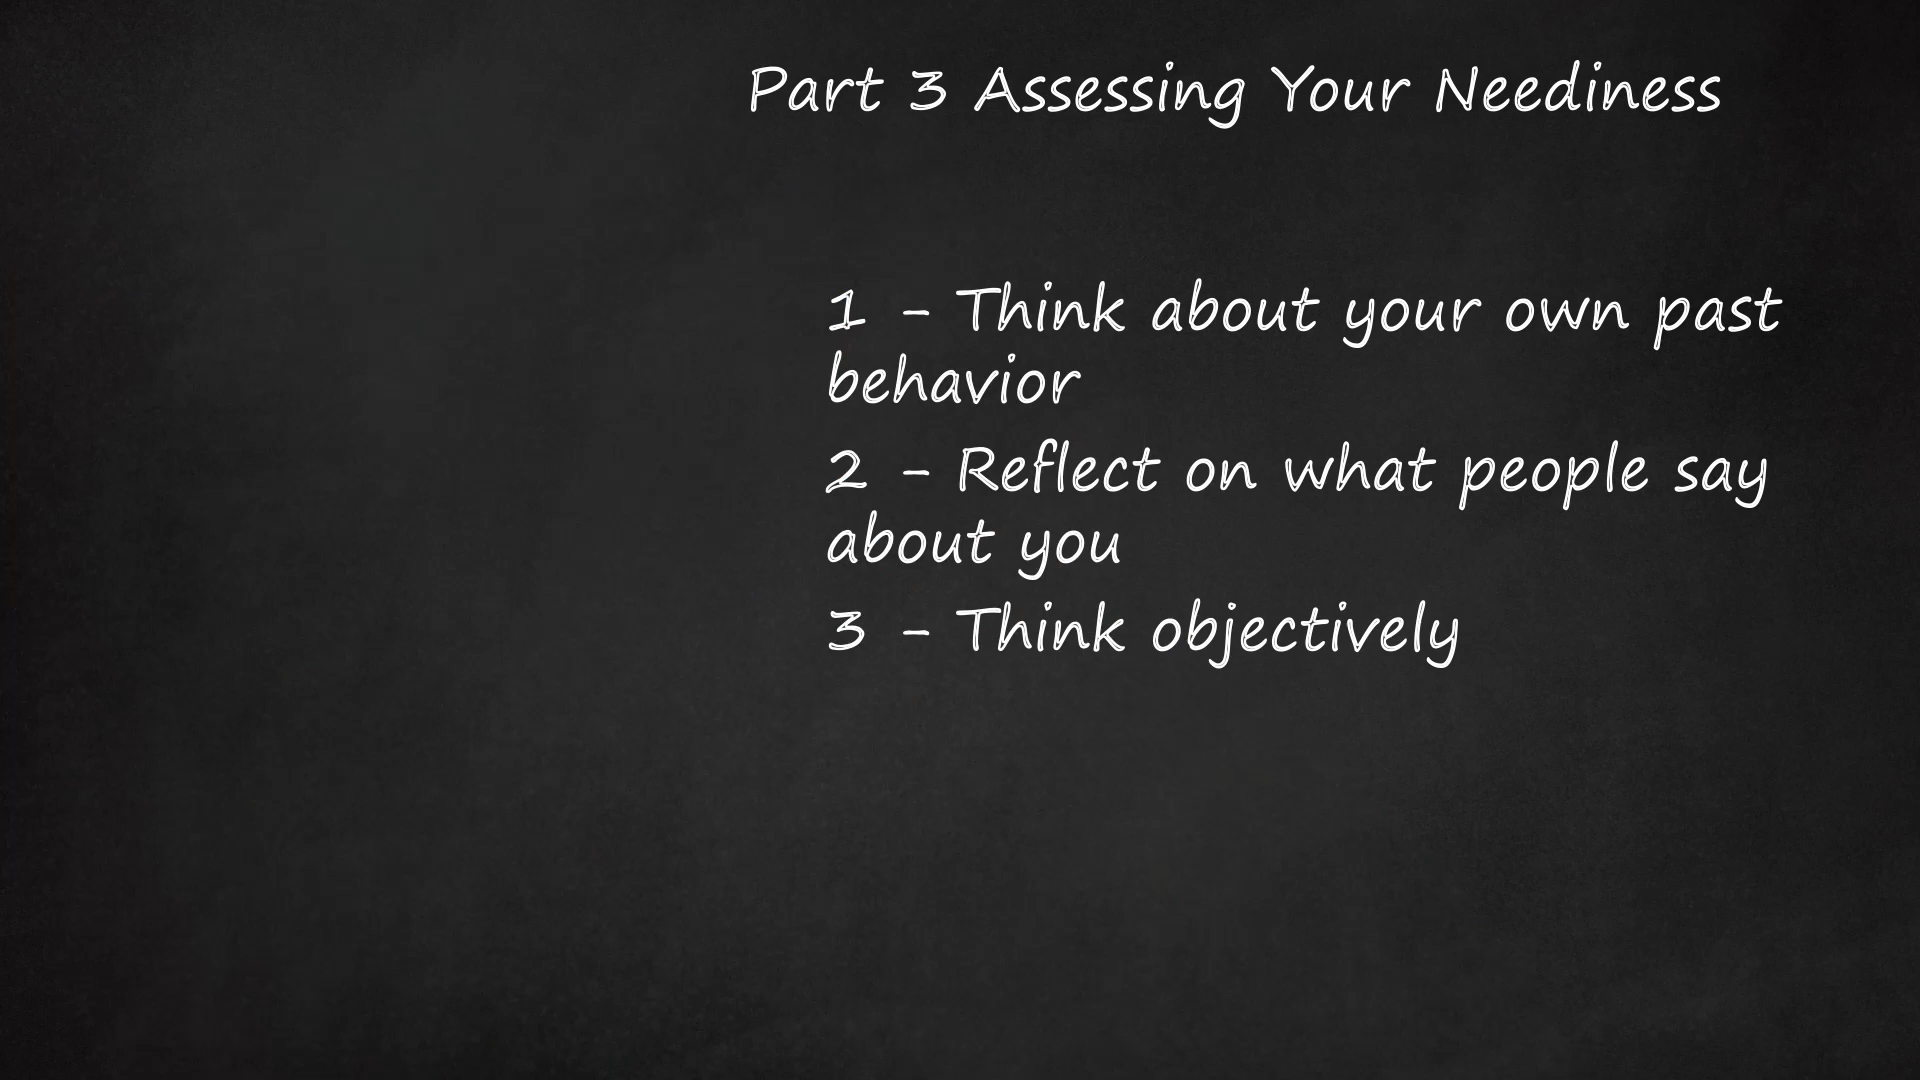 Part 3 Assessing Your Neediness
1 - Think about your own past
behavior
2 - Reflect on what people say
about you
3 - Think objectively